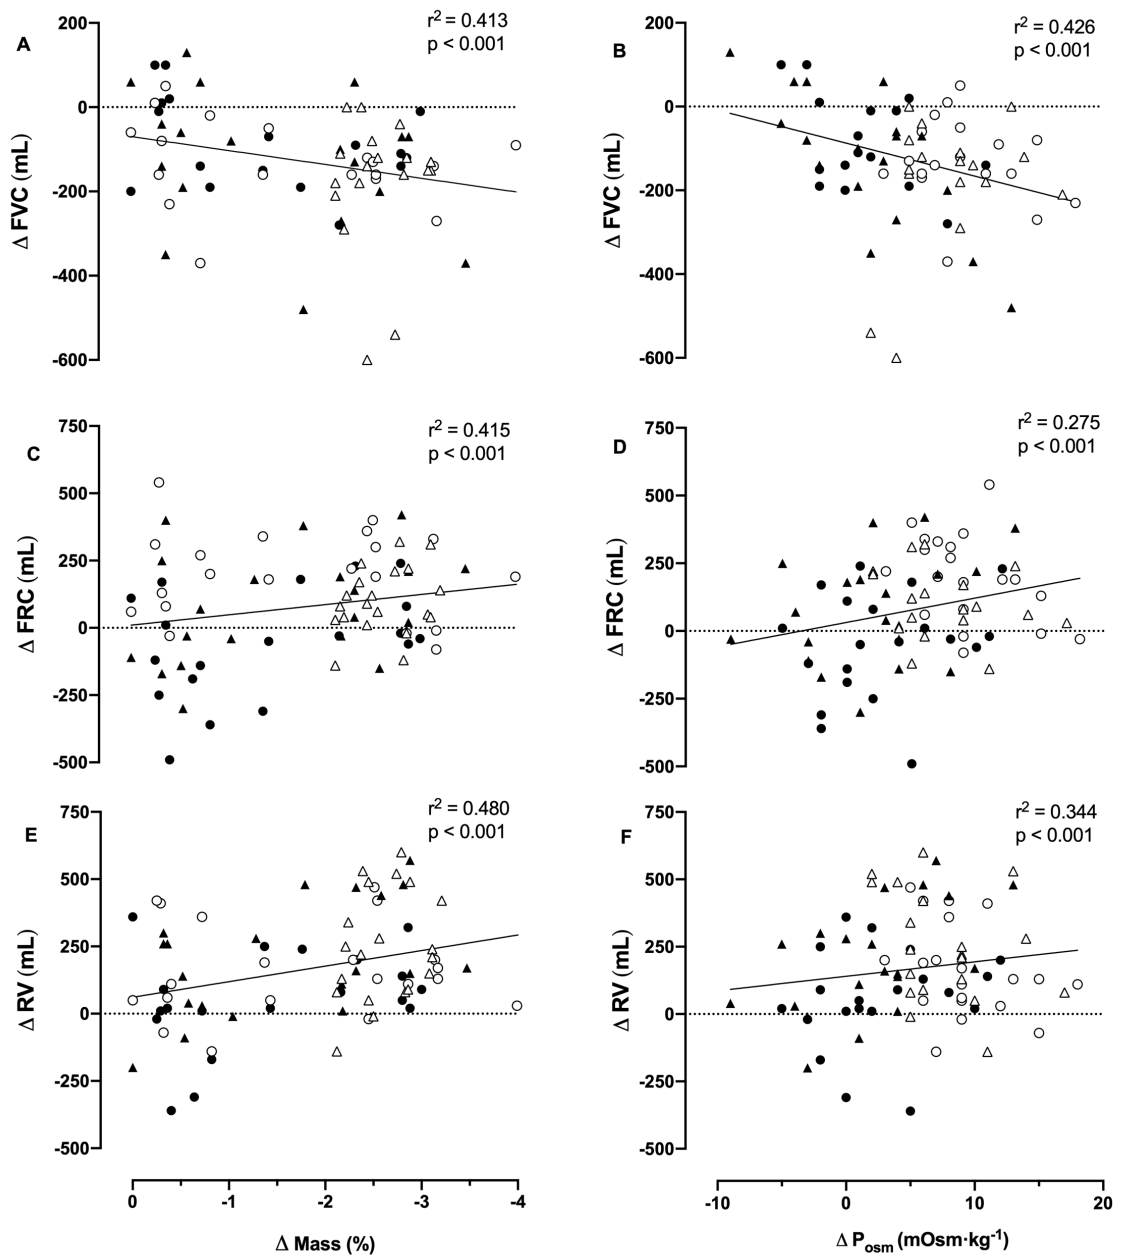 A
r² = 0.413
p < 0.001
200
0
-200
-400
-600
Δ FVC (mL)
B
r² = 0.426
p < 0.001
200
0
-200
-400
-600
Δ FVC (mL)
C
r² = 0.415
p < 0.001
750
500
250
0
-250
-500
Δ FRC (mL)
D
r² = 0.275
p < 0.001
750
500
250
0
-250
-500
Δ FRC (mL)
E
r² = 0.480
p < 0.001
750
500
250
0
-250
-500
Δ RV (mL)
0 -1 -2 -3 -4
Δ Mass (%)
F
r² = 0.344
p < 0.001
750
500
250
0
-250
-500
Δ RV (mL)
-10 0 10 20
Δ Posm (mOsm·kg⁻¹)